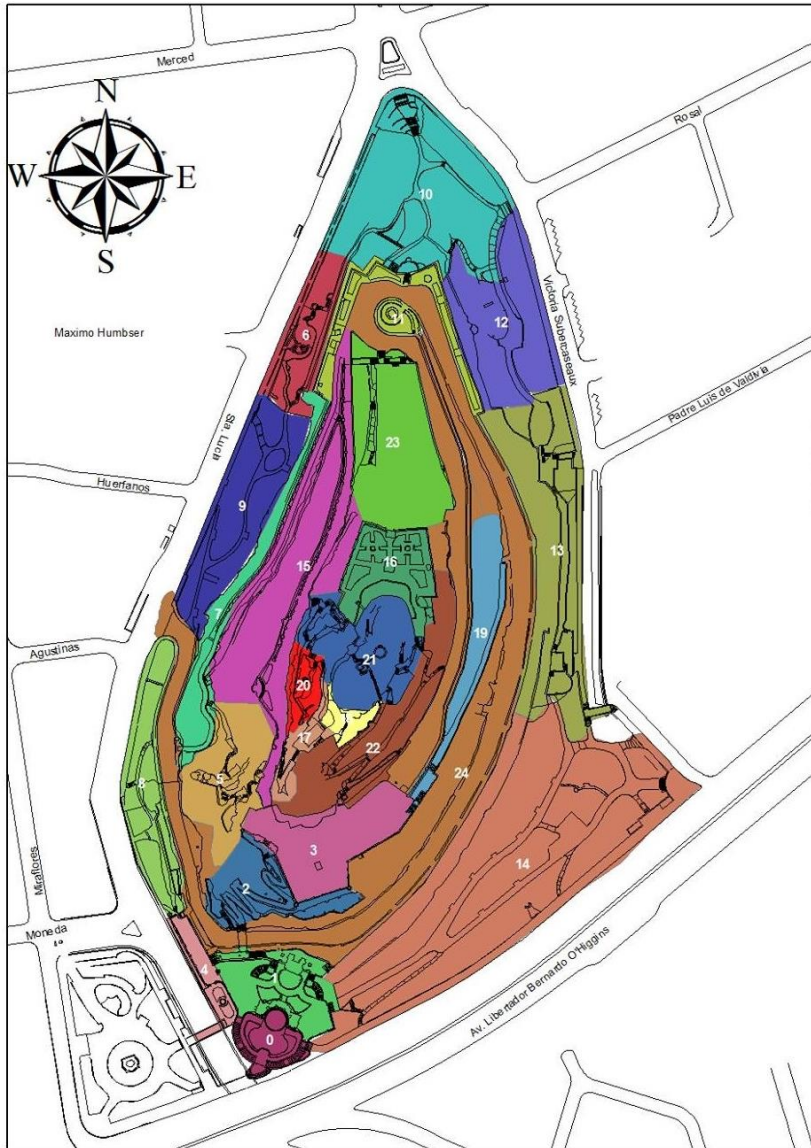 Merced
N
W
E
S
Rosal
10
Victoria Subercaseaux
6
11
12
Maximo Humbser
Padre Luis de Valdivia
Sta. Lucia
23
Huerfanos
9
16
13
15
7
19
Agustinas
21
20
17
22
8
5
24
3
14
Miraflores
2
Moneda
4
1
Av. Libertador Bernardo O'Higgins
0